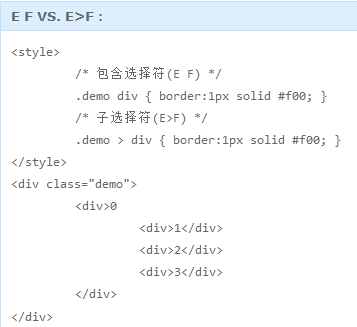 E F VS. E>F :
<style>
/* 包含选择符(E F) */
.demo div { border:1px solid #f00; }
/* 子选择符(E>F) */
.demo > div { border:1px solid #f00; }
</style>
<div class="demo">
<div>0
<div>1</div>
<div>2</div>
<div>3</div>
</div>
</div>